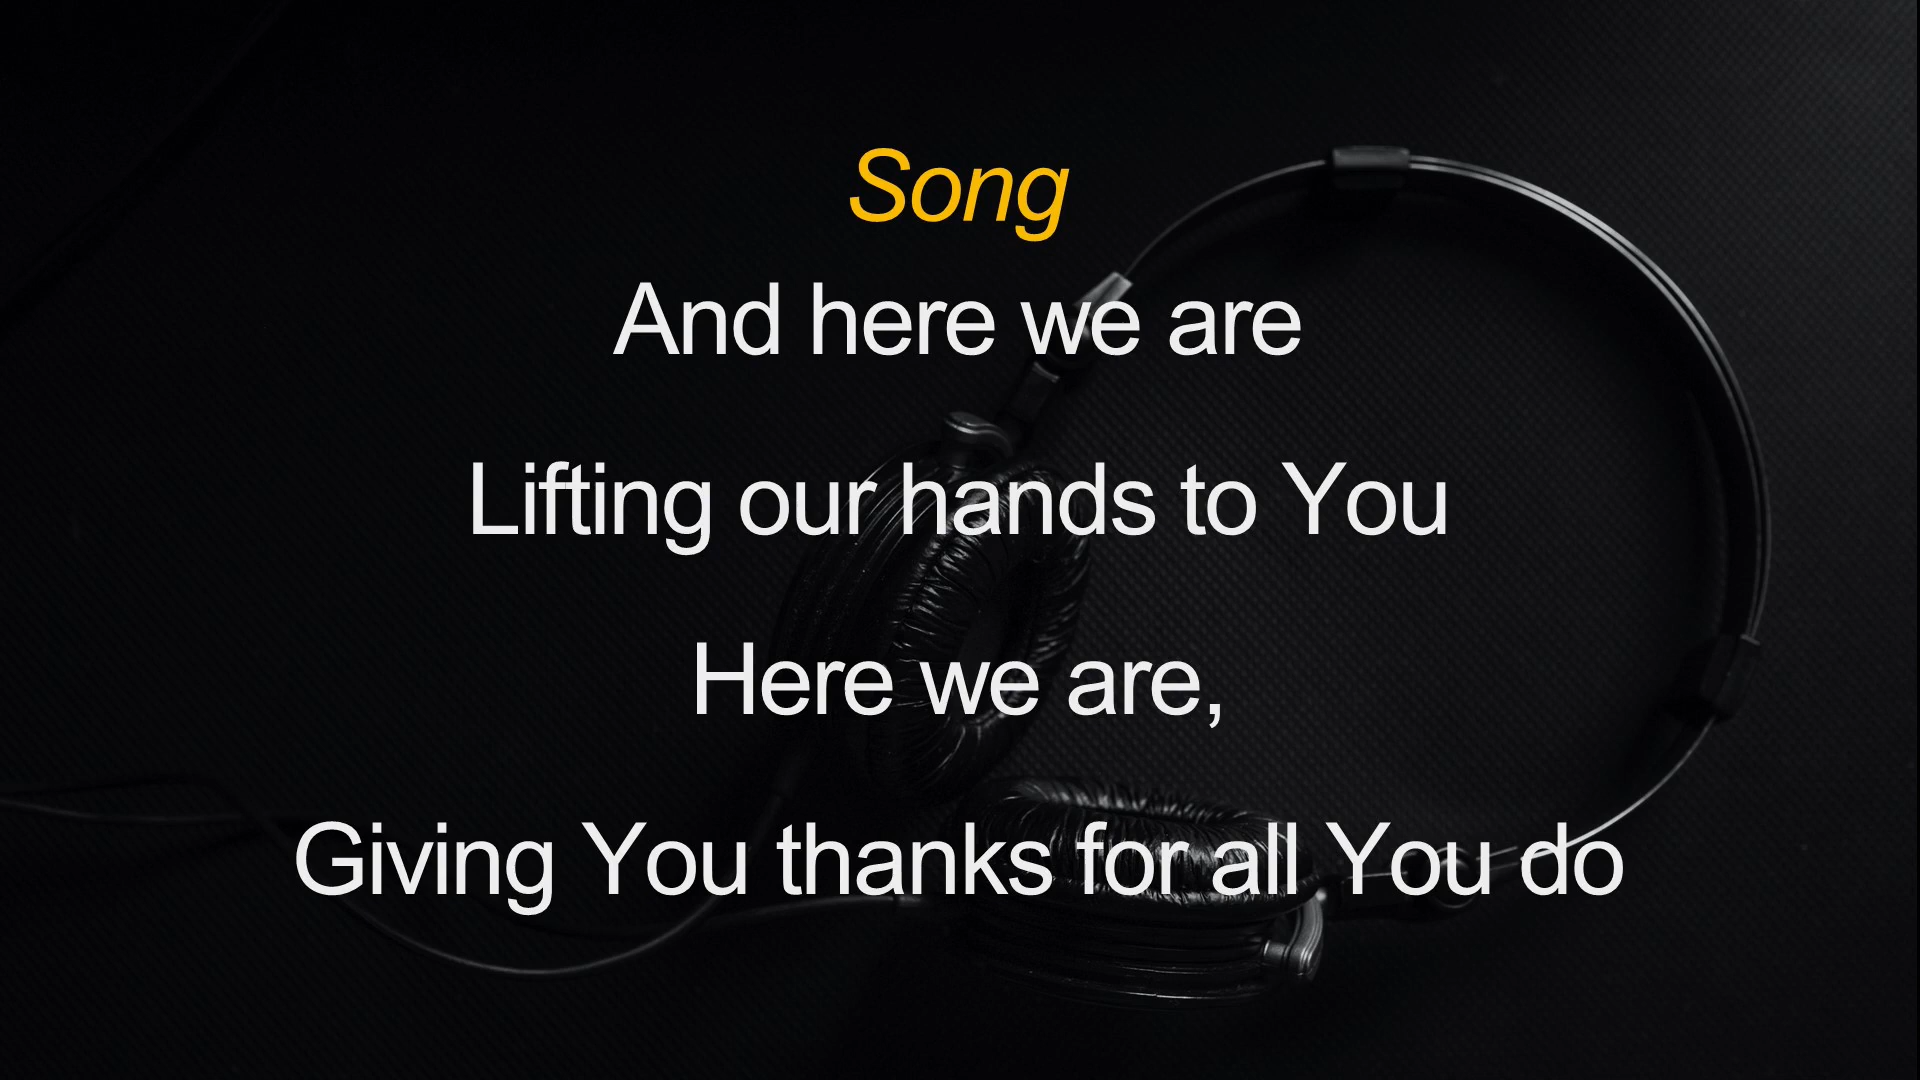 Song
And here we are
Lifting our hands to You
Here we are,
Giving You thanks for all You do